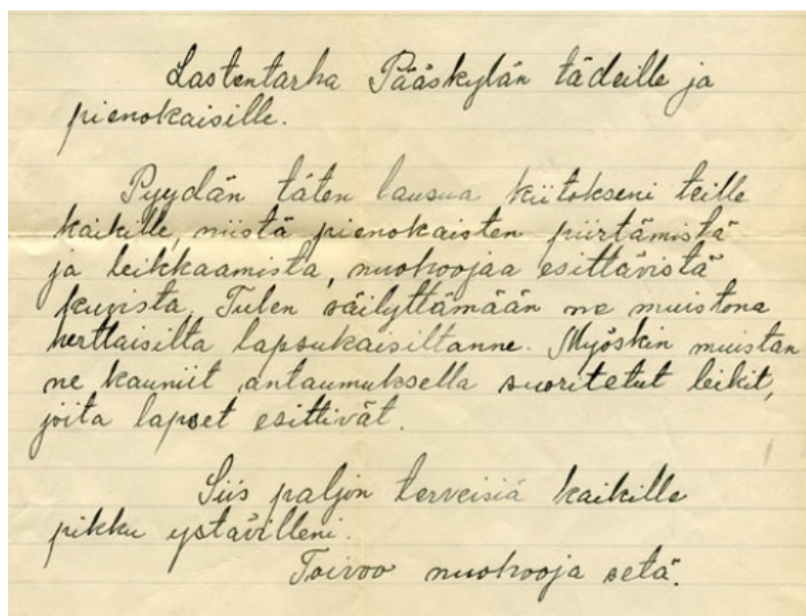 Lastentarha Pääskylän tädeille ja
pienokaisille.
Pyydän täten lausua kiitokseni teille
kaikille, niistä pienokaisten piirtämistä
ja leikkaamista, nuohoojaa esittävistä
kuvista. Tulen säilyttämään ne muistona
herttaisilta lapsukaisiltanne. Myöskin muistan
ne kauniit antaumuksella suoritetut leikit,
joita lapset esittivät.
Siis paljon terveisiä kaikille
pikku ystävilleni.
Toivoo nuohooja setä.